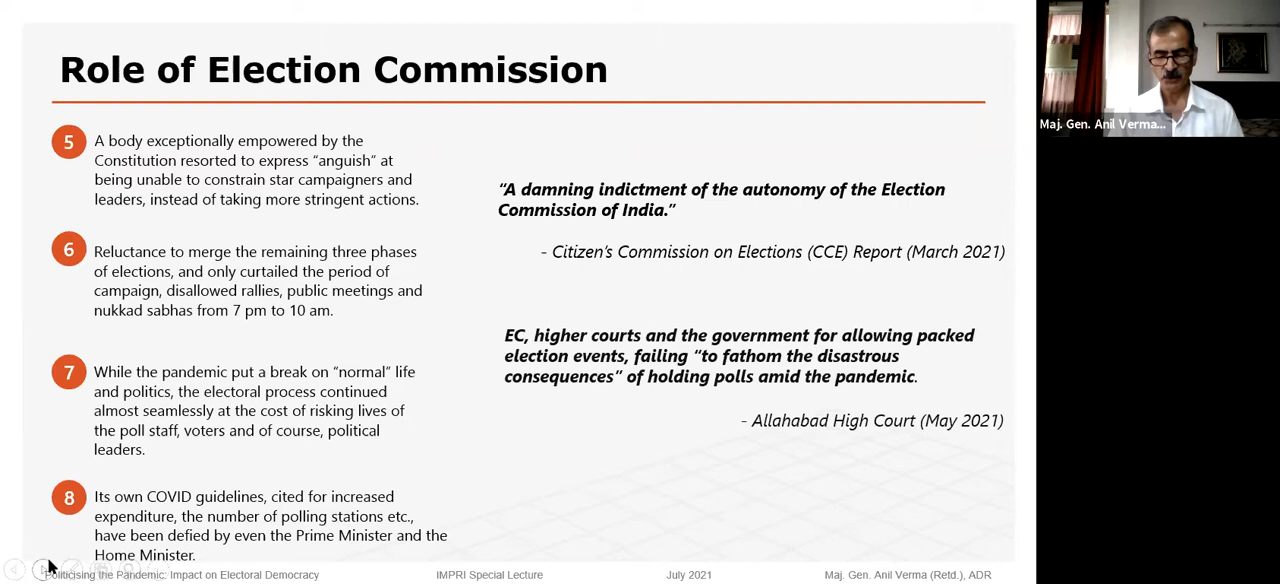 Role of Election Commission
5
A body exceptionally empowered by the
Constitution resorted to express “anguish” at
being unable to constrain star campaigners and
leaders, instead of taking more stringent actions.
6
Reluctance to merge the remaining three phases
of elections, and only curtailed the period of
campaign, disallowed rallies, public meetings and
nukkad sabhas from 7 pm to 10 am.
7
While the pandemic put a break on “normal” life
and politics, the electoral process continued
almost seamlessly at the cost of risking lives of
the poll staff, voters and of course, political
leaders.
8
Its own COVID guidelines, cited for increased
expenditure, the number of polling stations etc.,
have been defied by even the Prime Minister and the
Home Minister.
“A damning indictment of the autonomy of the Election
Commission of India.”
- Citizen’s Commission on Elections (CCE) Report (March 2021)
EC, higher courts and the government for allowing packed
election events, failing “to fathom the disastrous
consequences” of holding polls amid the pandemic.
- Allahabad High Court (May 2021)
Politicising the Pandemic: Impact on Electoral Democracy
IMPRI Special Lecture
July 2021
Maj. Gen. Anil Verma (Retd.), ADR
Maj. Gen. Anil Verma...